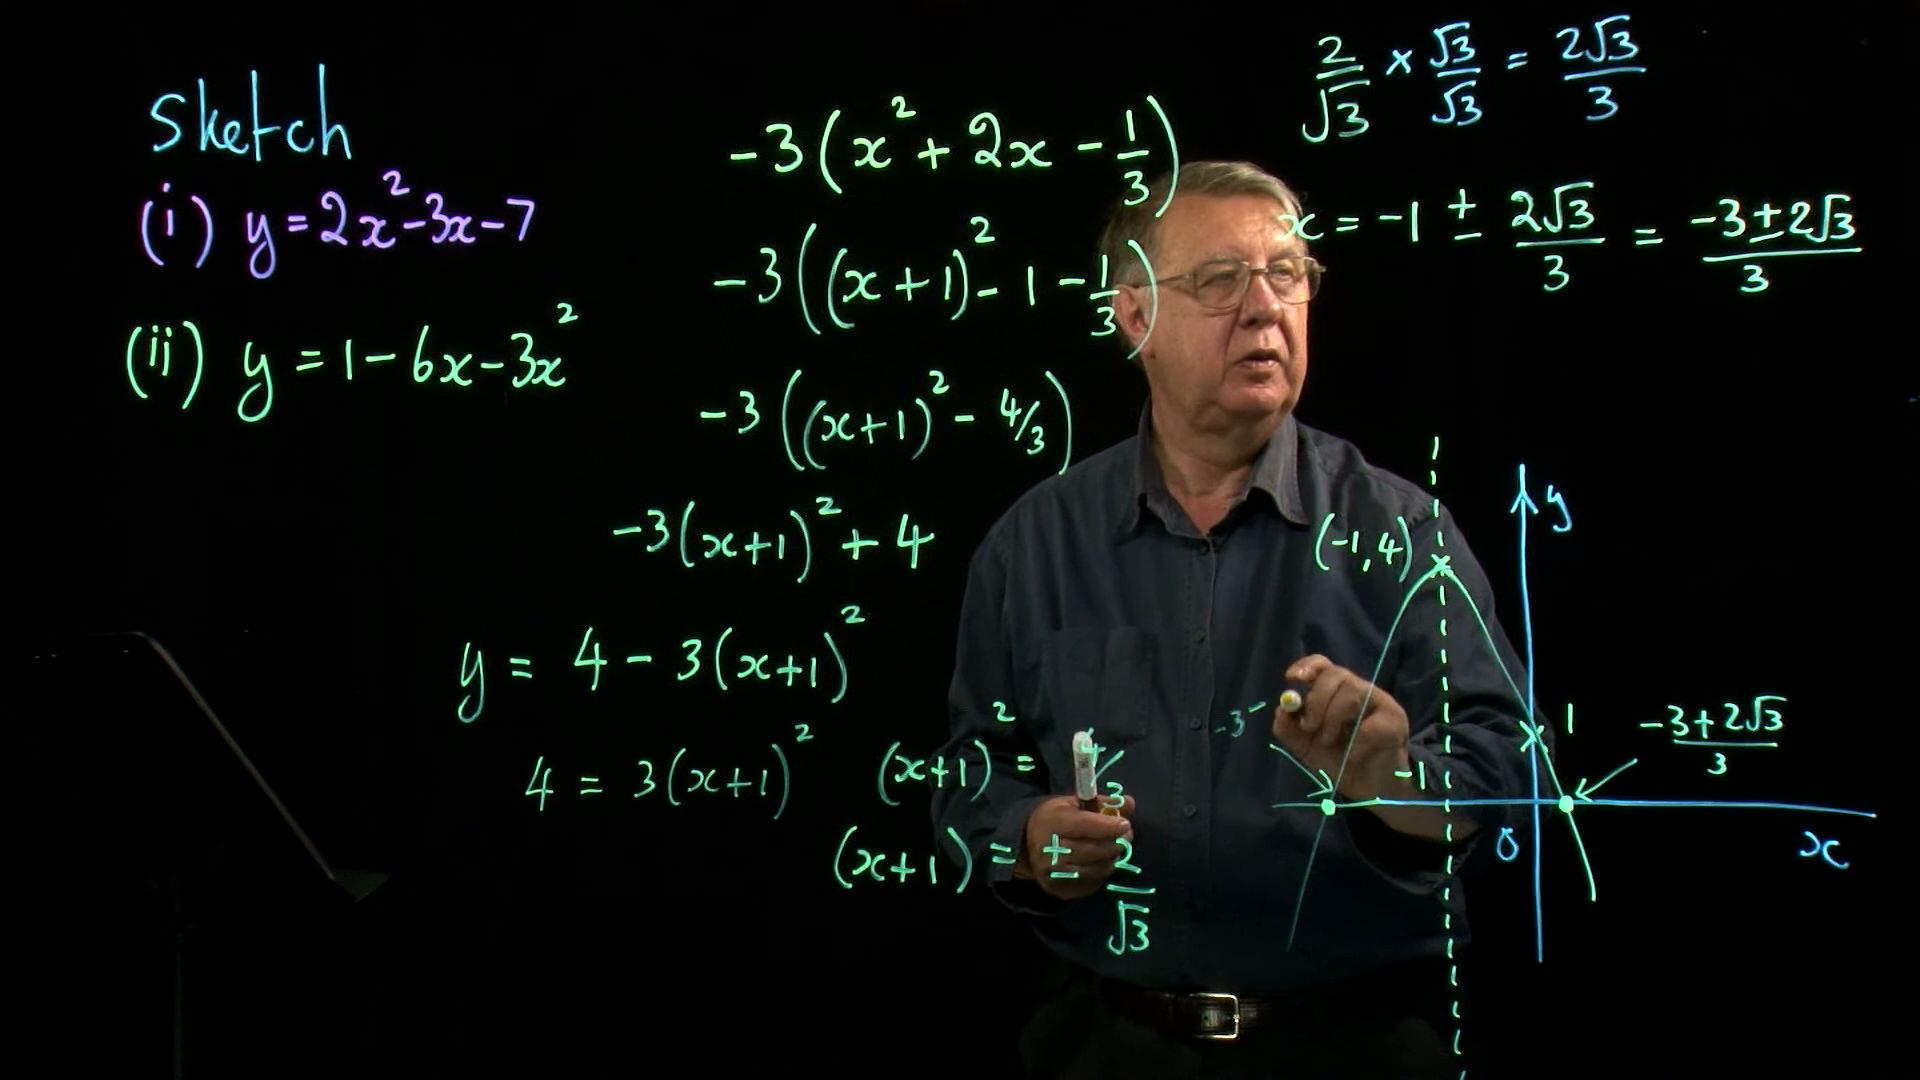 Sketch
(i) y = 2x² - 3x - 7
(ii) y = 1 - 6x - 3x²
-3(x² + 2x - 1/3)
-3((x+1)² - 1 - 1/3)
-3((x+1)² - 4/3)
-3(x+1)² + 4
y = 4 - 3(x+1)²
4 = 3(x+1)²
(x+1)² = 4/3
(x+1) = ± 2/√3
2/√3 × √3/√3 = 2√3/3
x = -1 ± 2√3/3 = (-3±2√3)/3
y
(-1,4)
1
(-3+2√3)/3
-3-
-1
0
x